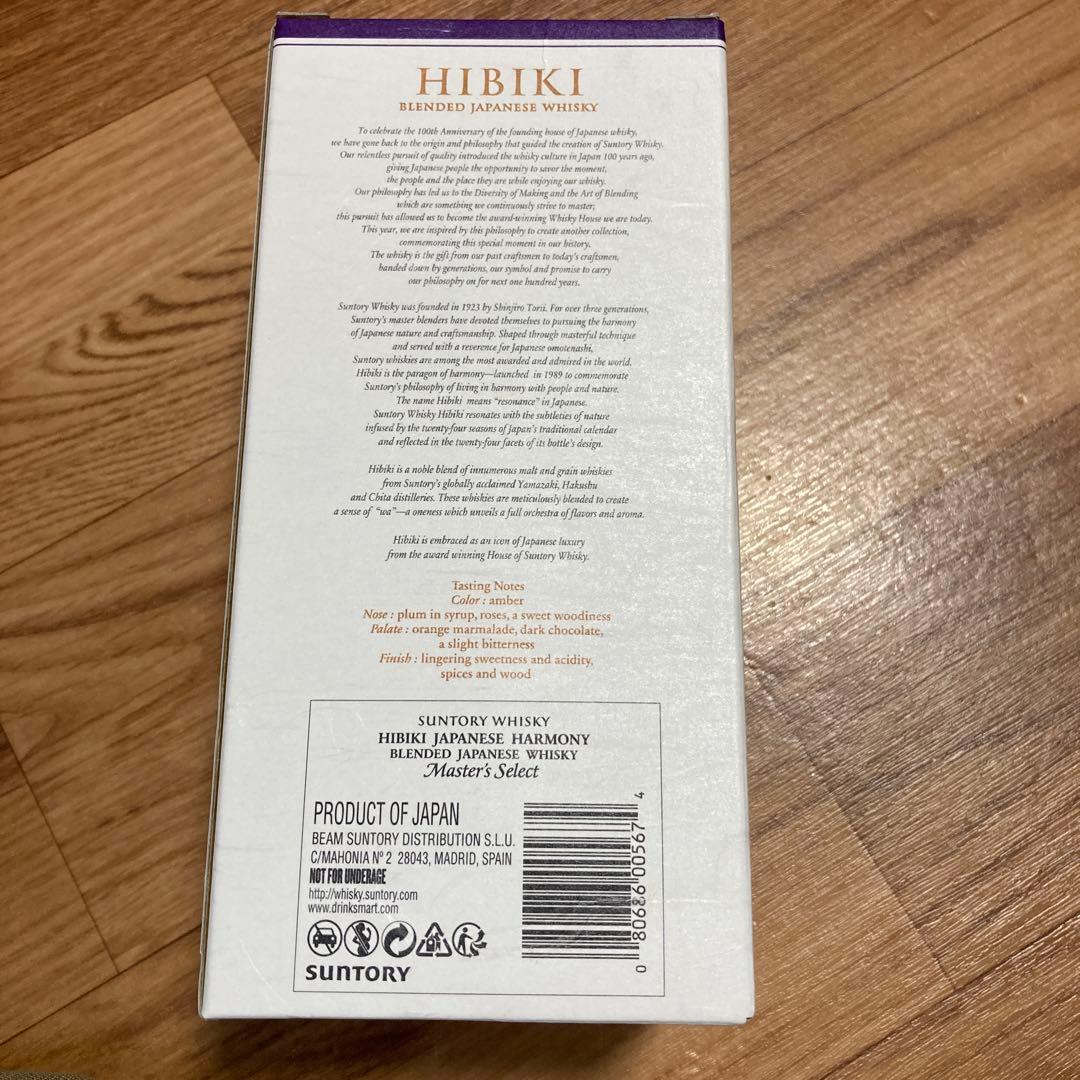 HIBIKI
BLENDED JAPANESE WHISKY
To celebrate the 100th Anniversary of the founding house of Japanese whisky,
we have gone back to the origin and philosophy that guided the creation of Suntory Whisky.
Our relentless pursuit of quality introduced the whisky culture in Japan 100 years ago,
giving Japanese people the opportunity to savor the moment,
the people and the place they are while enjoying our whisky.
Our philosophy has led us to the Diversity of Making and the Art of Blending
which are something we continuously strive to master;
this pursuit has allowed us to become the award-winning Whisky House we are today.
This year, we are inspired by this philosophy to create another collection,
commemorating this special moment in our history.
The whisky is the gift from our past craftsmen to today's craftsmen,
handed down by generations, our symbol and promise to carry
our philosophy on for next one hundred years.
Suntory Whisky was founded in 1923 by Shinjiro Torii. For over three generations,
Suntory's master blenders have devoted themselves to pursuing the harmony
of Japanese nature and craftsmanship. Shaped through masterful technique
and served with a reverence for Japanese omotenashi,
Suntory whiskies are among the most awarded and admired in the world.
Hibiki is the paragon of harmony—launched in 1989 to commemorate
Suntory's philosophy of living in harmony with people and nature.
The name Hibiki means "resonance" in Japanese.
Suntory Whisky Hibiki resonates with the subtleties of nature
infused by the twenty-four seasons of Japan's traditional calendar
and reflected in the twenty-four facets of its bottle's design.
Hibiki is a noble blend of innumerous malt and grain whiskies
from Suntory's globally acclaimed Yamazaki, Hakushu
and Chita distilleries. These whiskies are meticulously blended to create
a sense of "wa"—a oneness which unveils a full orchestra of flavors and aroma.
Hibiki is embraced as an icon of Japanese luxury
from the award winning House of Suntory Whisky.
Tasting Notes
Color : amber
Nose : plum in syrup, roses, a sweet woodiness
Palate : orange marmalade, dark chocolate,
a slight bitterness
Finish : lingering sweetness and acidity,
spices and wood
SUNTORY WHISKY
HIBIKI JAPANESE HARMONY
BLENDED JAPANESE WHISKY
Master's Select
PRODUCT OF JAPAN
BEAM SUNTORY DISTRIBUTION S.L.U.
C/MAHONIA Nº 2 28043, MADRID, SPAIN
NOT FOR UNDERAGE
http://whisky.suntory.com
www.drinksmart.com
SUNTORY
0 80686 00567 4